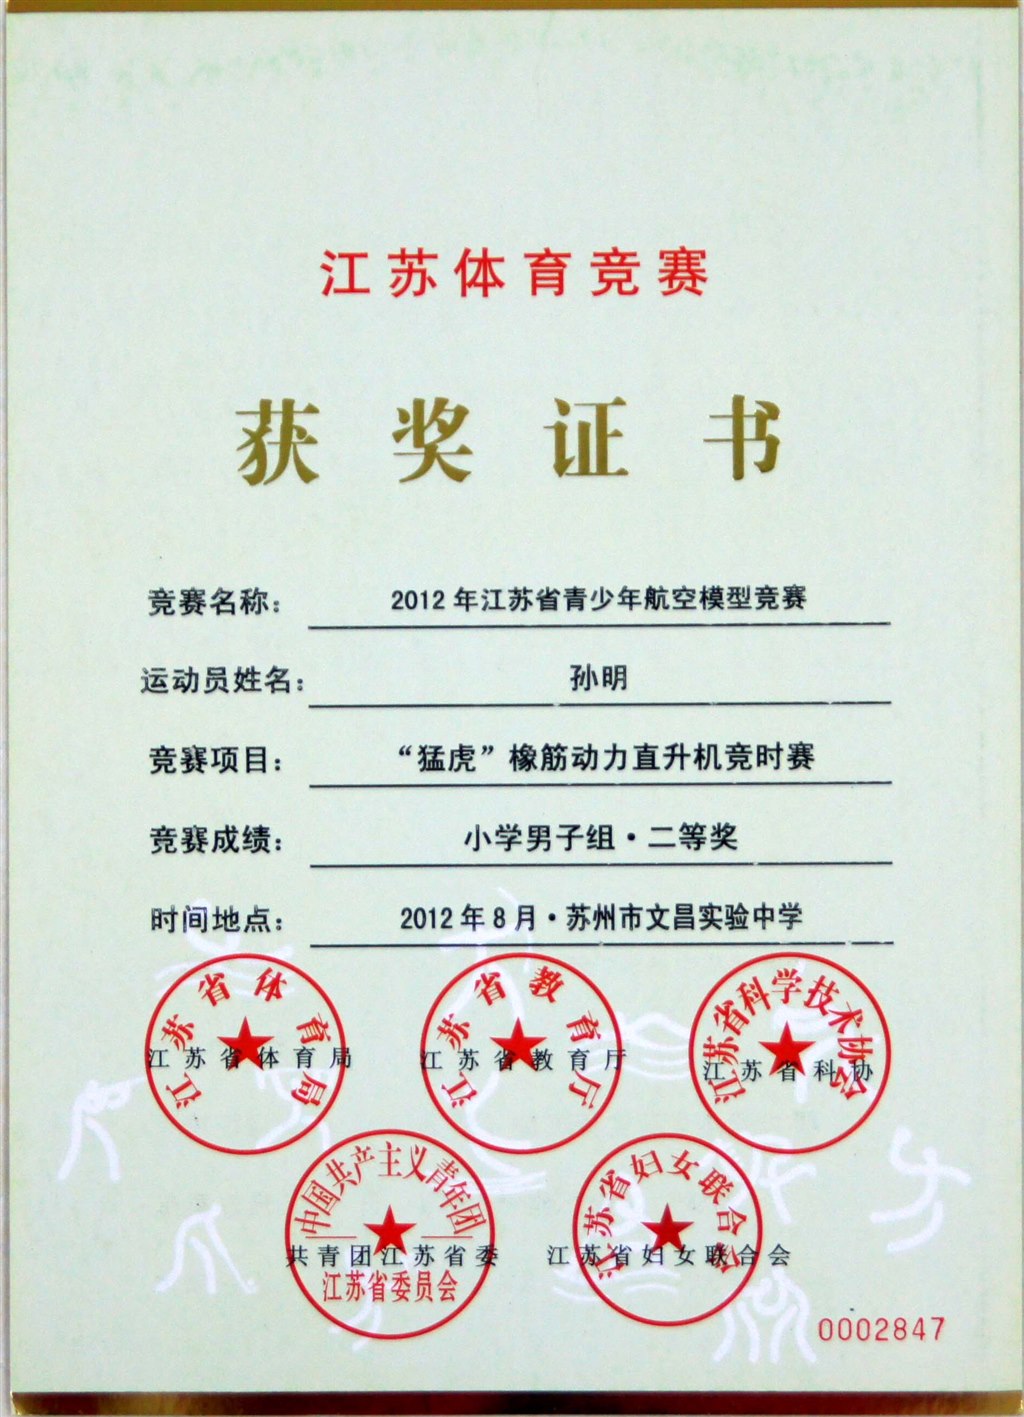 江苏体育竞赛
获奖证书
竞赛名称： 2012年江苏省青少年航空模型竞赛
运动员姓名： 孙明
竞赛项目： “猛虎”橡筋动力直升机竞时赛
竞赛成绩： 小学男子组·二等奖
时间地点： 2012年8月·苏州市文昌实验中学
江苏省体育局
江苏省教育厅
江苏省科学技术协会
江苏省体育局 江苏省教育厅 江苏省科协
中国共产主义青年团
江苏省妇女联合会
共青团江苏省委 江苏省妇女联合会
江苏省委员会
0002847